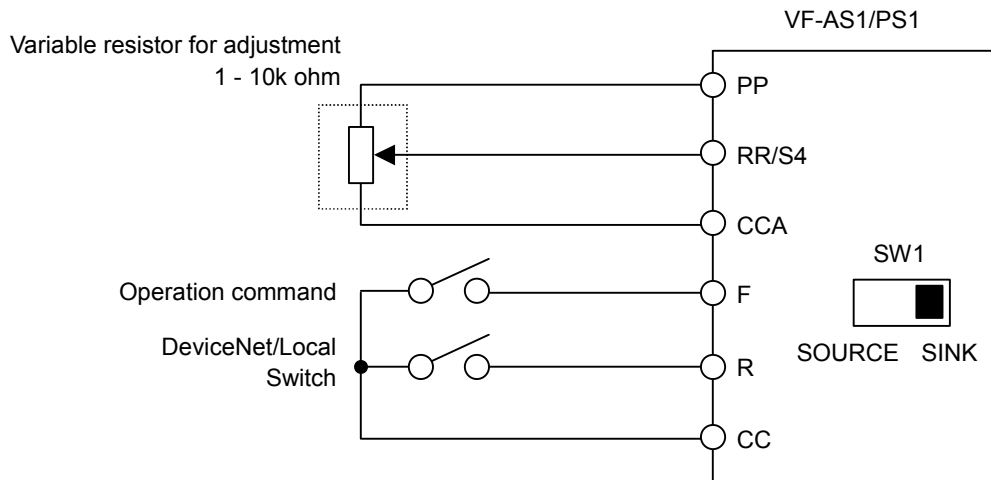 VF-AS1/PS1
Variable resistor for adjustment
1 - 10k ohm
PP
RR/S4
CCA
SW1
Operation command
F
DeviceNet/Local
Switch
SOURCE SINK
R
CC